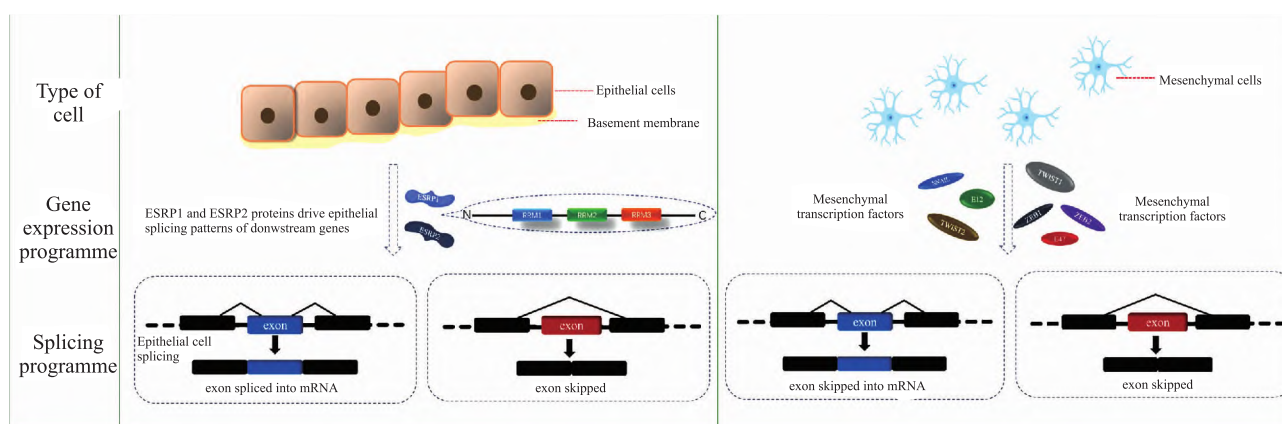 Type of
cell
Epithelial cells
Basement membrane
Mesenchymal cells
Gene
expression
programme
ESRP1 and ESRP2 proteins drive epithelial
splicing patterns of donwstream genes
ESRP1
ESRP2
N
RRM1
RRM2
RRM3
C
Mesenchymal
transcription factors
SNAIL
E12
TWIST2
TWIST1
ZEB1
ZEB2
E47
Mesenchymal
transcription factors
Splicing
programme
exon
Epithelial cell
splicing
exon spliced into mRNA
exon
exon skipped
exon
exon skipped into mRNA
exon
exon skipped